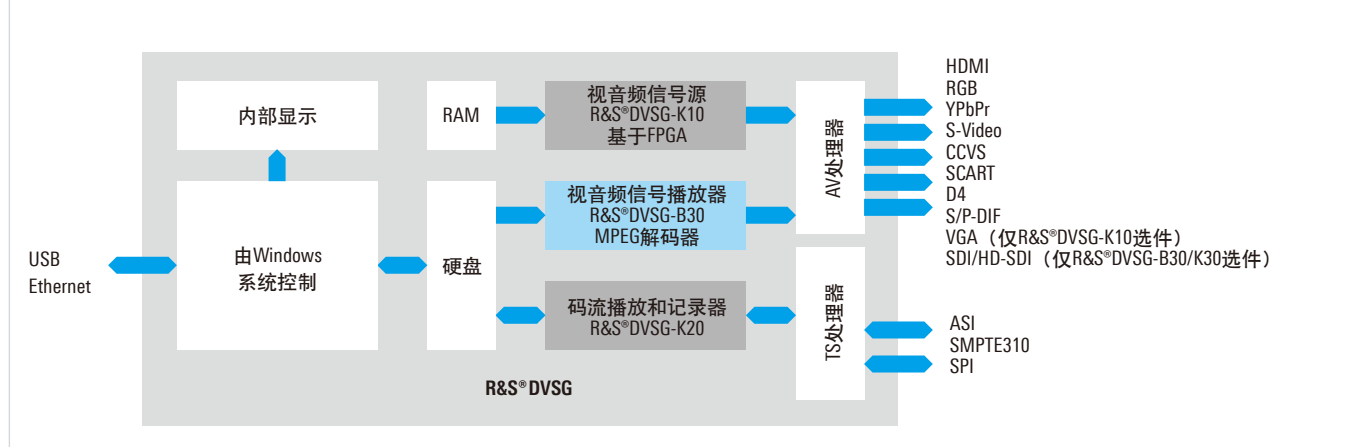 内部显示
RAM
视音频信号源
R&S®DVSG-K10
基于FPGA
AV处理器
HDMI
RGB
YPbPr
S-Video
CCVS
SCART
D4
S/P-DIF
VGA（仅R&S®DVSG-K10选件）
SDI/HD-SDI（仅R&S®DVSG-B30/K30选件）
USB
Ethernet
由Windows
系统控制
硬盘
视音频信号播放器
R&S®DVSG-B30
MPEG解码器
码流播放和记录器
R&S®DVSG-K20
TS处理器
ASI
SMPTE310
SPI
R&S®DVSG